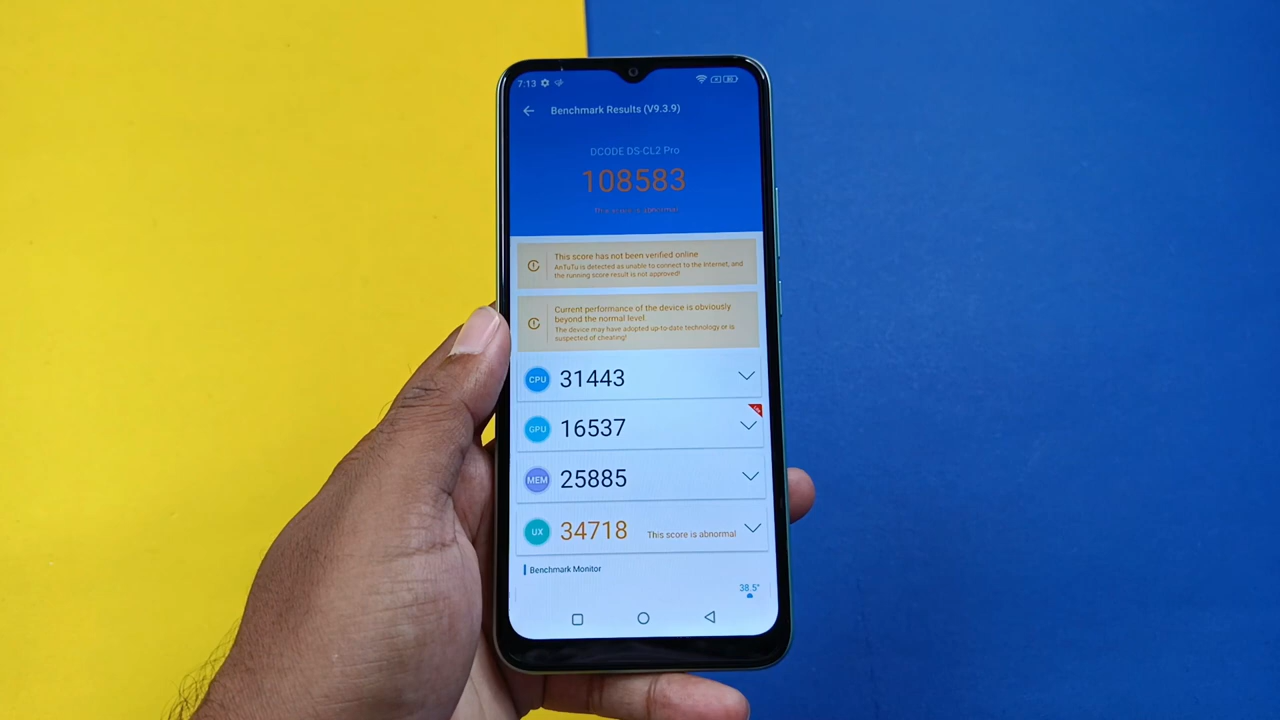 7:13
Benchmark Results (V9.3.9)
DCODE DS-CL2 Pro
108583
This score is abnormal!
This score has not been verified online
AnTuTu is detected as unable to connect to the Internet, and
the running score result is not approved!
Current performance of the device is obviously
beyond the normal level.
The device may have adopted up-to-date technology or is
suspected of cheating!
CPU 31443
GPU 16537
MEM 25885
UX 34718 This score is abnormal
Benchmark Monitor
38.5°